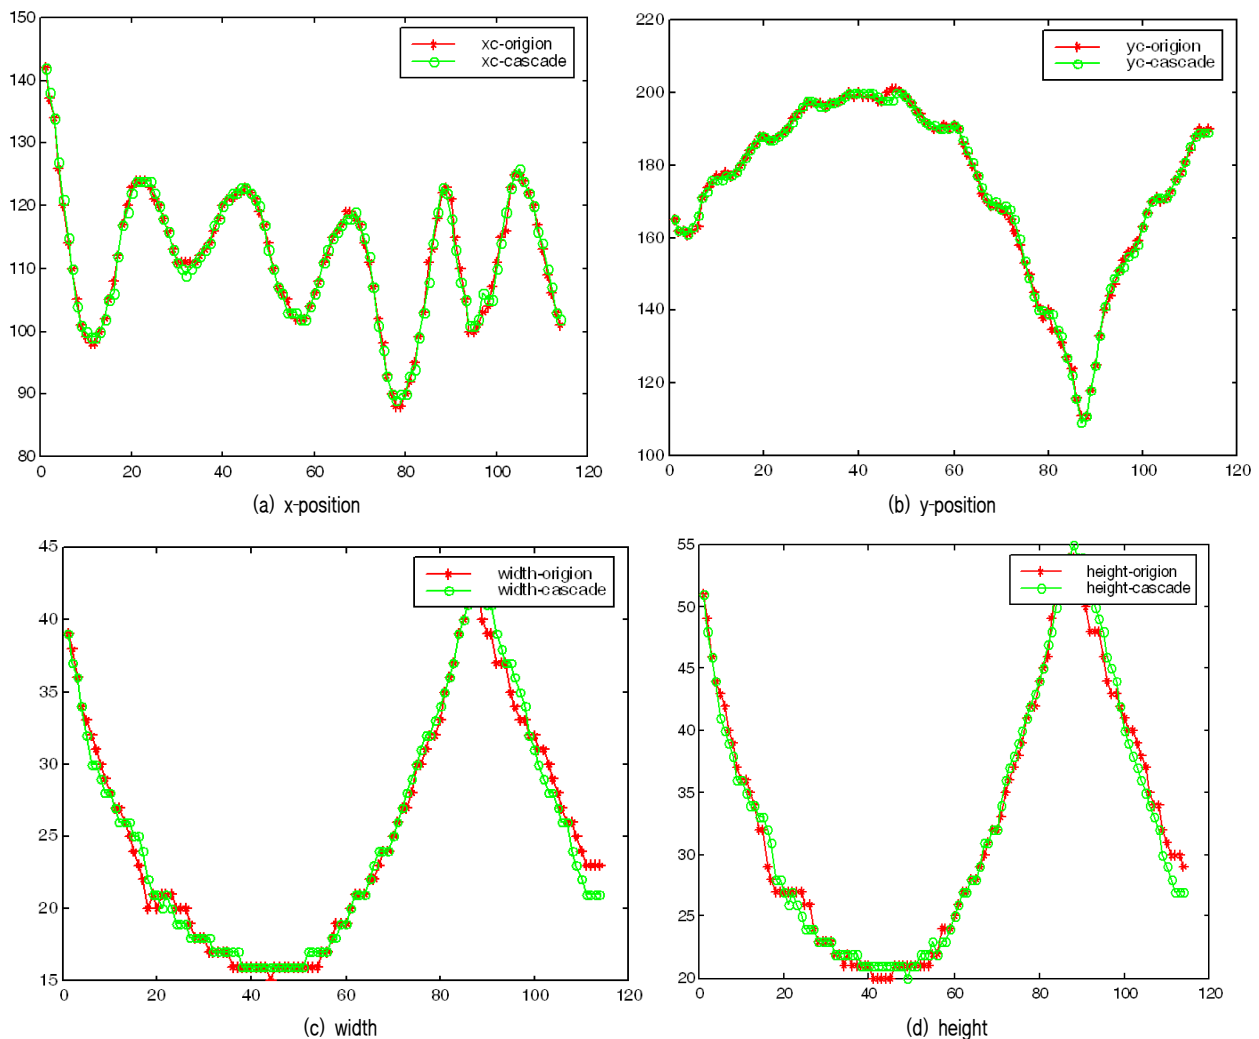 150
140
130
120
110
100
90
80
0 20 40 60 80 100 120
xc-origion
xc-cascade
(a) x-position
220
200
180
160
140
120
100
0 20 40 60 80 100 120
yc-origion
yc-cascade
(b) y-position
45
40
35
30
25
20
15
0 20 40 60 80 100 120
width-origion
width-cascade
(c) width
55
50
45
40
35
30
25
20
0 20 40 60 80 100 120
height-origion
height-cascade
(d) height